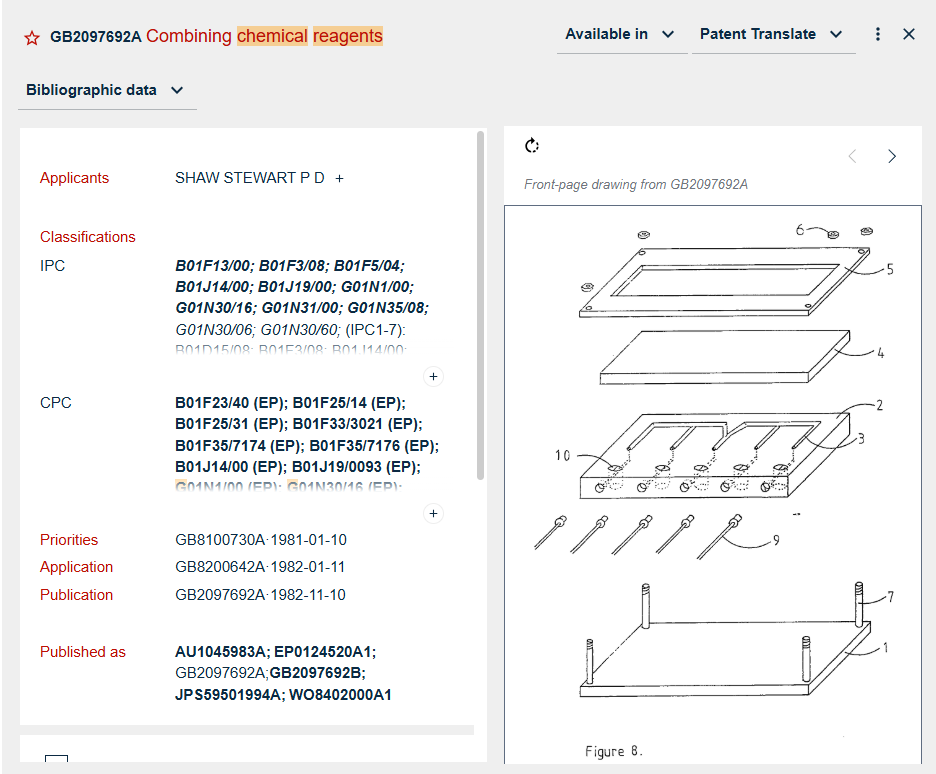 GB2097692A Combining chemical reagents
Available in
Patent Translate
Bibliographic data
Applicants
SHAW STEWART P D +
Classifications
IPC
B01F13/00; B01F3/08; B01F5/04;
B01J14/00; B01J19/00; G01N1/00;
G01N30/16; G01N31/00; G01N35/08;
G01N30/06; G01N30/60; (IPC1-7):
B01D15/08; B01F3/08; B01J14/00;
+
CPC
B01F23/40 (EP); B01F25/14 (EP);
B01F25/31 (EP); B01F33/3021 (EP);
B01F35/7174 (EP); B01F35/7176 (EP);
B01J14/00 (EP); B01J19/0093 (EP);
G01N1/00 (EP); G01N30/16 (EP);
+
Priorities
GB8100730A·1981-01-10
Application
GB8200642A·1982-01-11
Publication
GB2097692A·1982-11-10
Published as
AU1045983A; EP0124520A1;
GB2097692A;GB2097692B;
JPS59501994A; WO8402000A1
Front-page drawing from GB2097692A
6
5
4
2
3
10
9
7
1
Figure 8.